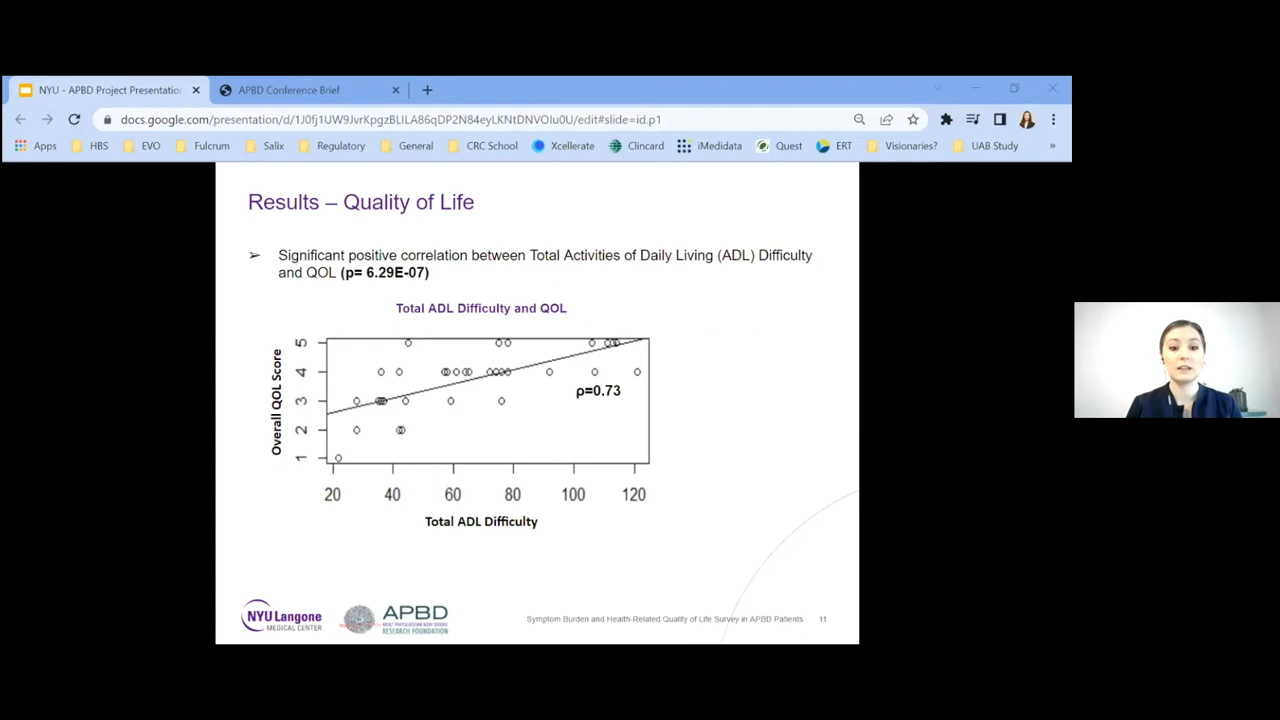 NYU - APBD Project Presentation
APBD Conference Brief
docs.google.com/presentation/d/1J0fj1UW9JvrKpgzBLILA86qDP2N84eyLKNtDNVOIu0U/edit#slide=id.p1
Apps HBS EVO Fulcrum Salix Regulatory General CRC School Xcellerate Clincard iMedidata Quest ERT Visionaries? UAB Study »
Results – Quality of Life
➢ Significant positive correlation between Total Activities of Daily Living (ADL) Difficulty
and QOL (p= 6.29E-07)
Total ADL Difficulty and QOL
Overall QOL Score
5
4
3
2
1
ρ=0.73
20 40 60 80 100 120
Total ADL Difficulty
NYU Langone
MEDICAL CENTER
APBD
ADULT POLYGLUCOSAN BODY DISEASE
RESEARCH FOUNDATION
Symptom Burden and Health-Related Quality of Life Survey in APBD Patients 11